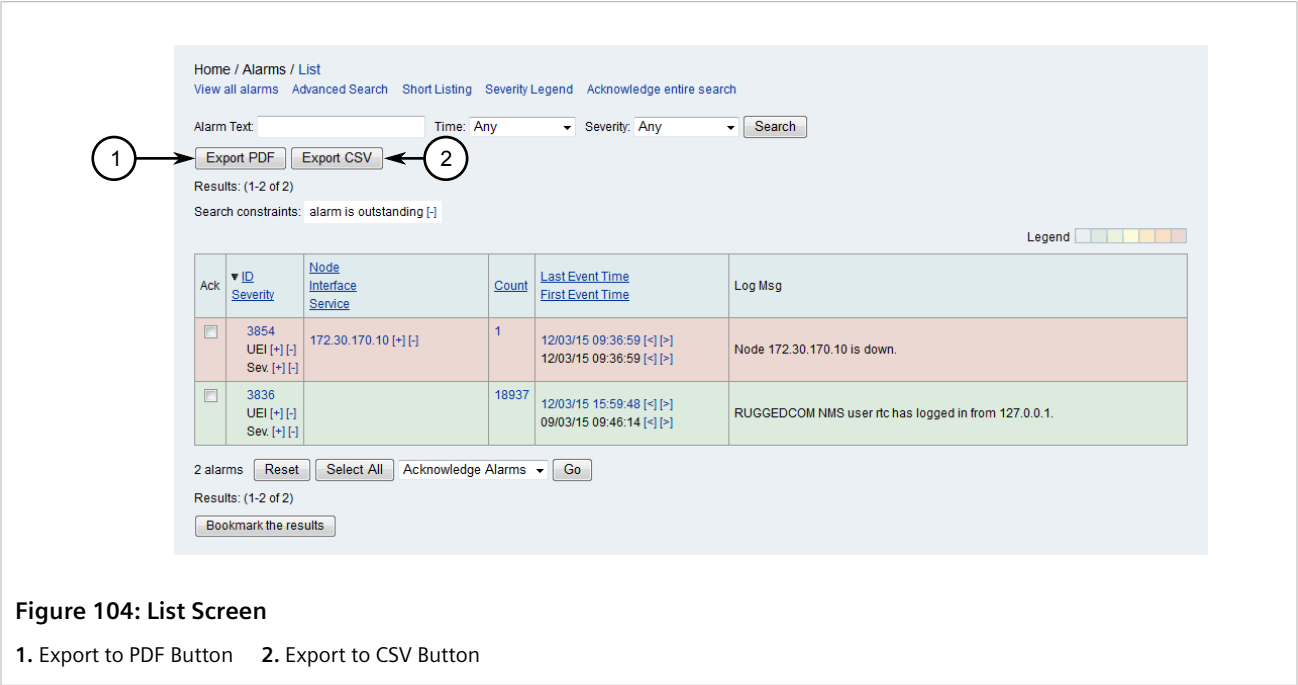 Home / Alarms / List
View all alarms Advanced Search Short Listing Severity Legend Acknowledge entire search
Alarm Text: Time: Any Severity: Any Search
1 Export PDF Export CSV 2
Results: (1-2 of 2)
Search constraints: alarm is outstanding [-]
Legend
Ack ▼ ID Severity Node Interface Service Count Last Event Time First Event Time Log Msg
3854 1
172.30.170.10 [+] [-] 12/03/15 09:36:59 [<] [>]
UEI [+] [-] Node 172.30.170.10 is down.
12/03/15 09:36:59 [<] [>]
Sev. [+] [-]
3836 18937
12/03/15 15:59:48 [<] [>]
UEI [+] [-] RUGGEDCOM NMS user rtc has logged in from 127.0.0.1.
09/03/15 09:46:14 [<] [>]
Sev. [+] [-]
2 alarms Reset Select All Acknowledge Alarms Go
Results: (1-2 of 2)
Bookmark the results
Figure 104: List Screen
1. Export to PDF Button 2. Export to CSV Button